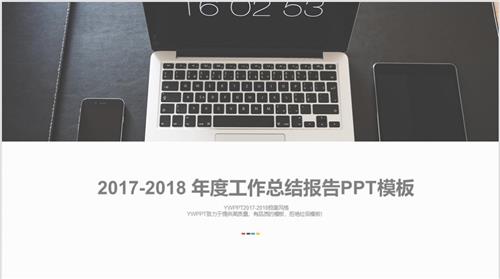 16 02 53
2017-2018 年度工作总结报告PPT模板
YWPPT2017-2018稳重风格
YWPPT致力于提供高质量、有品质的模板，拒绝垃圾模板!